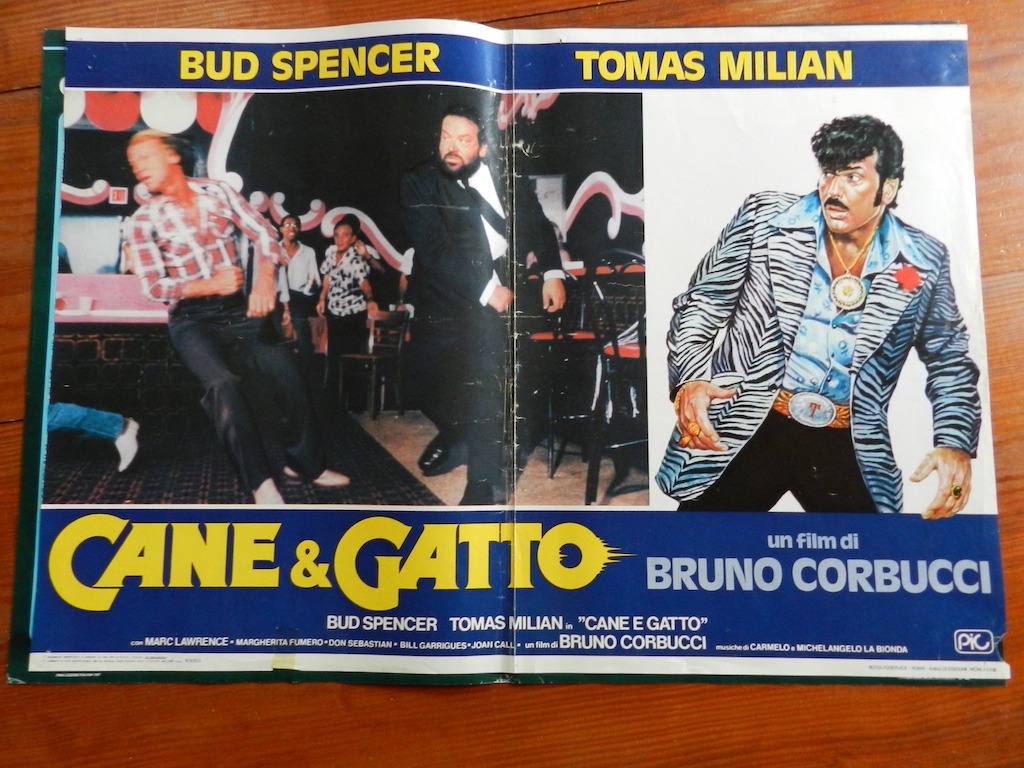 BUD SPENCER
TOMAS MILIAN
EXIT
T
CANE & GATTO
un film di
BRUNO CORBUCCI
BUD SPENCER TOMAS MILIAN in "CANE E GATTO"
con MARC LAWRENCE • MARGHERITA FUMERO • DON SEBASTIAN • BILL GARRIGUES • JOAN CALL • un film di BRUNO CORBUCCI musiche di CARMELO e MICHELANGELO LA BIONDA
PIC